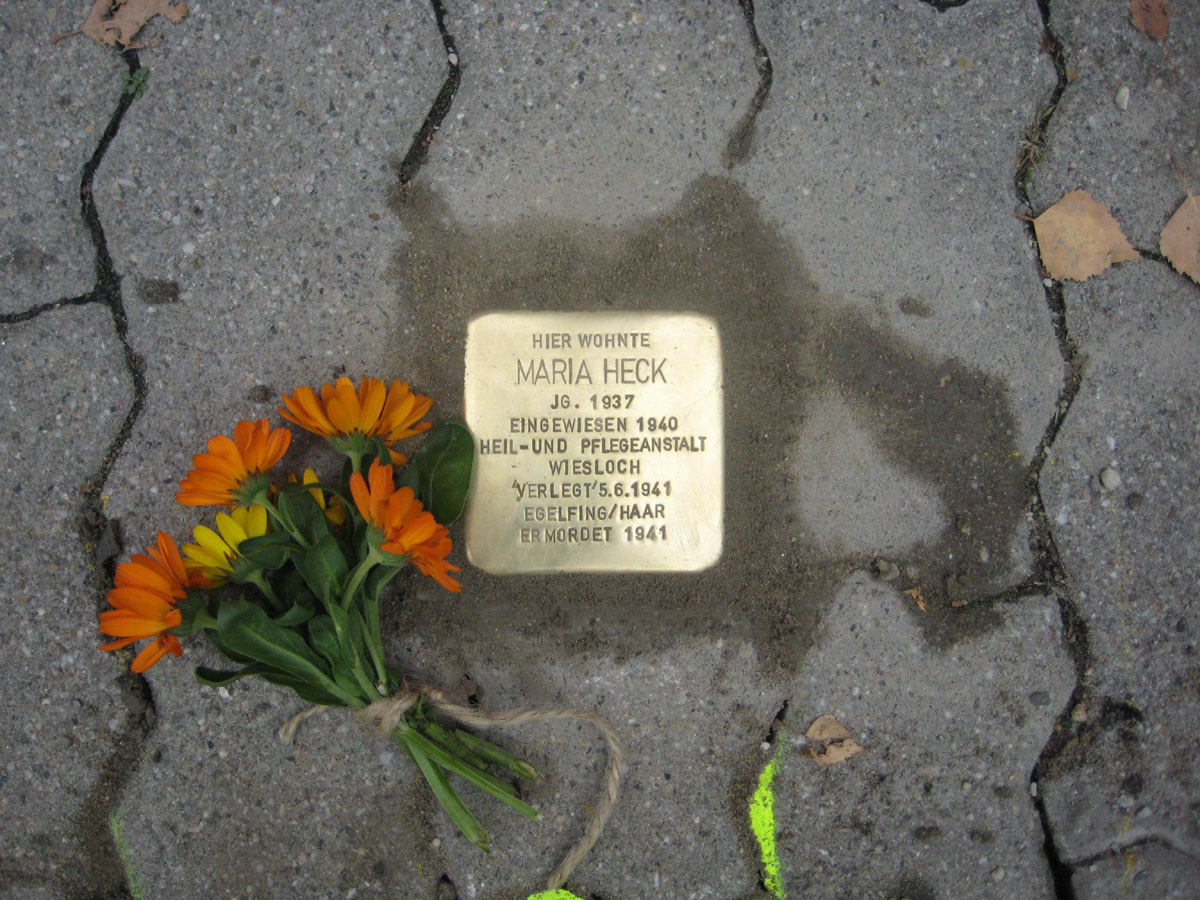 HIER WOHNTE
MARIA HECK
JG. 1937
EINGEWIESEN 1940
HEIL-UND PFLEGEANSTALT
WIESLOCH
'VERLEGT' 5.6.1941
EGELFING/HAAR
ERMORDET 1941